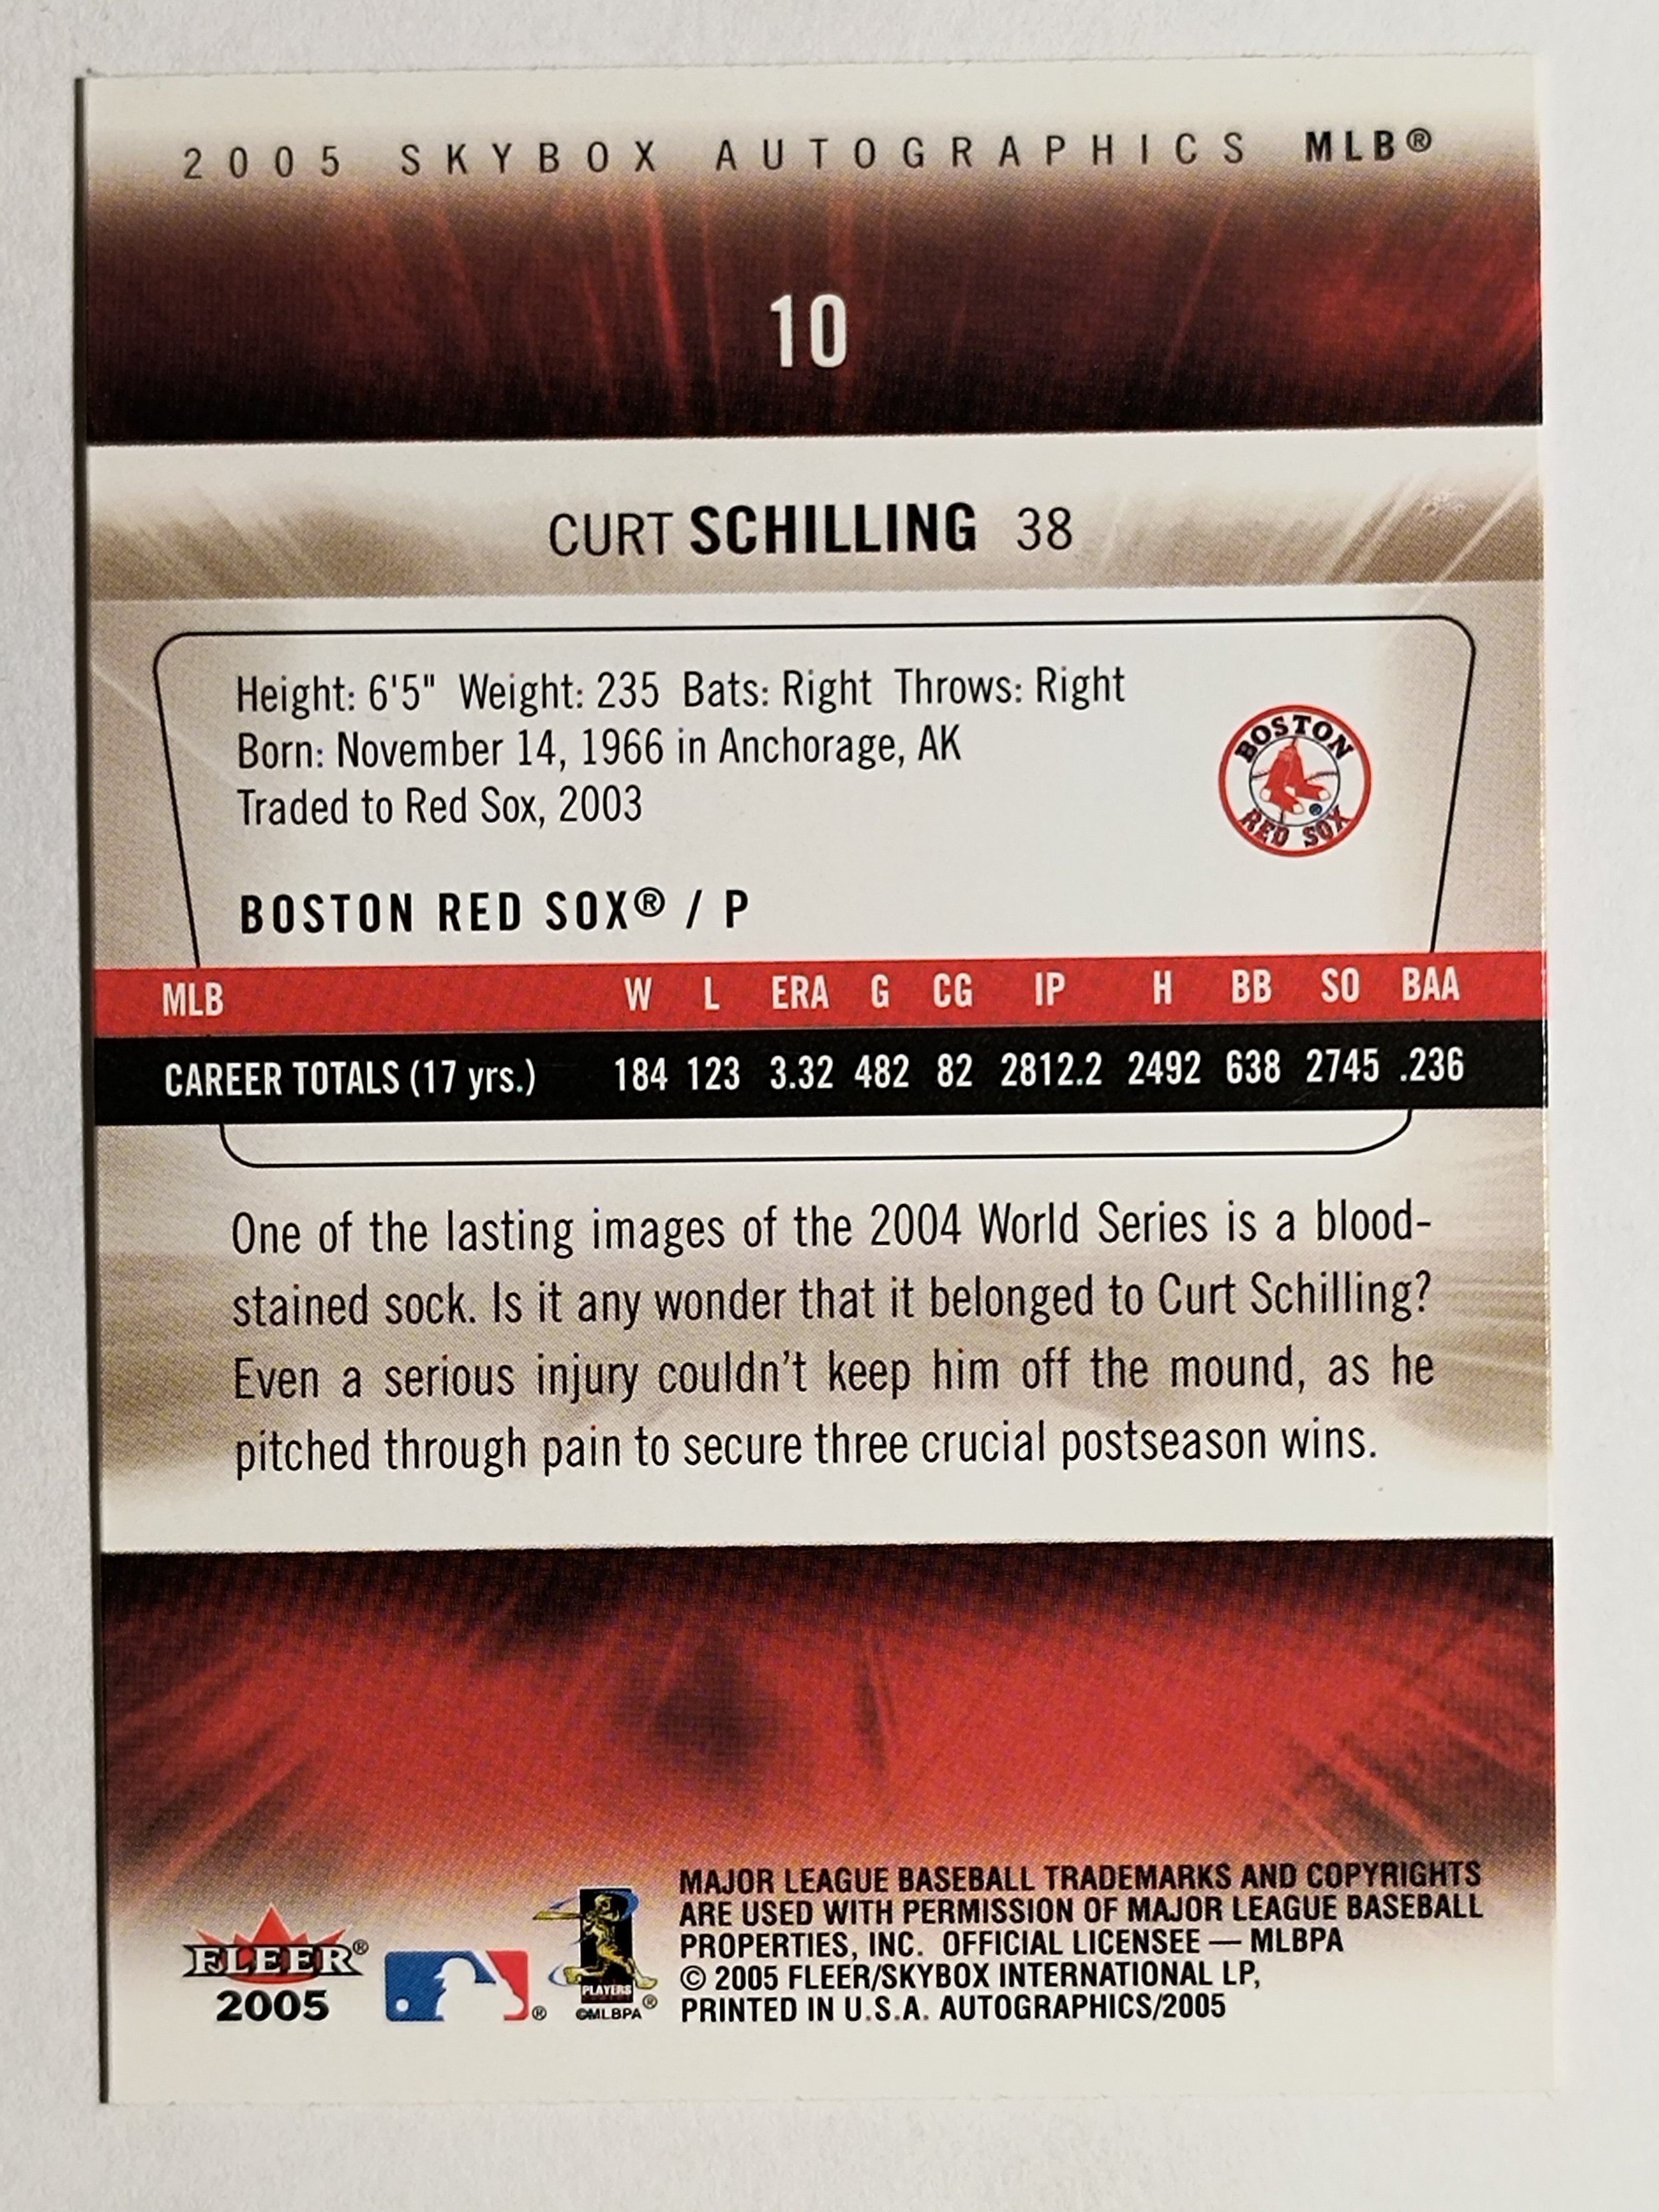 2005 SKYBOX AUTOGRAPHICS MLB®
10
CURT SCHILLING 38
Height: 6'5" Weight: 235 Bats: Right Throws: Right
Born: November 14, 1966 in Anchorage, AK
Traded to Red Sox, 2003
BOSTON
RED SOX
BOSTON RED SOX® / P
MLB W L ERA G CG IP H BB SO BAA
CAREER TOTALS (17 yrs.) 184 123 3.32 482 82 2812.2 2492 638 2745 .236
One of the lasting images of the 2004 World Series is a blood-
stained sock. Is it any wonder that it belonged to Curt Schilling?
Even a serious injury couldn't keep him off the mound, as he
pitched through pain to secure three crucial postseason wins.
FLEER®
2005
®
PLAYERS
©MLBPA®
MAJOR LEAGUE BASEBALL TRADEMARKS AND COPYRIGHTS
ARE USED WITH PERMISSION OF MAJOR LEAGUE BASEBALL
PROPERTIES, INC. OFFICIAL LICENSEE — MLBPA
© 2005 FLEER/SKYBOX INTERNATIONAL LP,
PRINTED IN U.S.A. AUTOGRAPHICS/2005